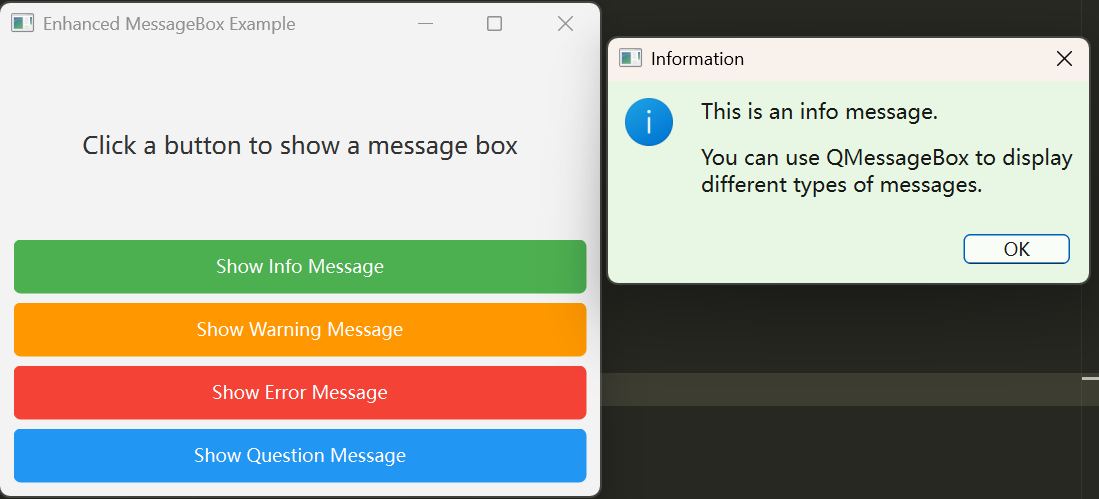 Enhanced MessageBox Example
Click a button to show a message box
Show Info Message
Show Warning Message
Show Error Message
Show Question Message
Information
This is an info message.
You can use QMessageBox to display
different types of messages.
OK